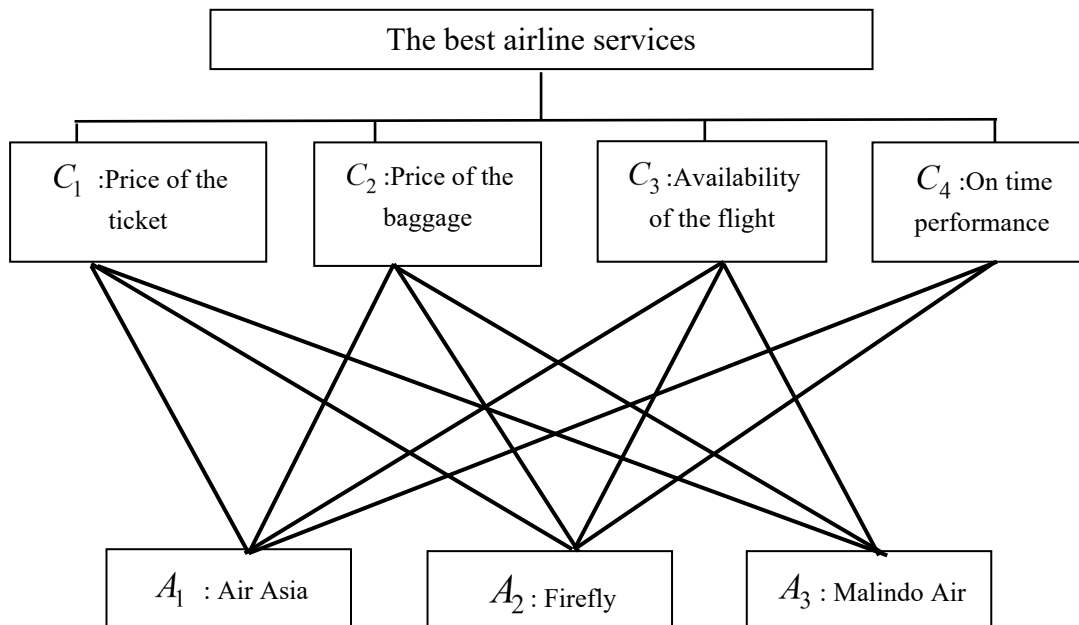 The best airline services
C₁ :Price of the
ticket
C₂ :Price of the
baggage
C₃ :Availability
of the flight
C₄ :On time
performance
A₁ : Air Asia
A₂ : Firefly
A₃ : Malindo Air